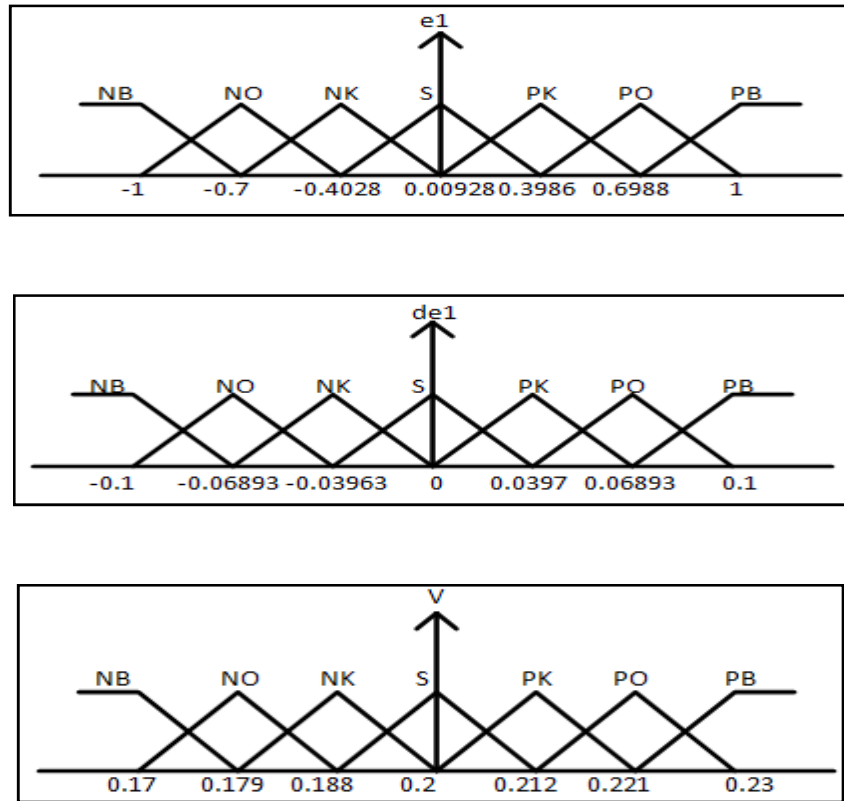 e1
NB NO NK S PK PO PB
-1 -0.7 -0.4028 0.00928 0.3986 0.6988 1
de1
NB NO NK S PK PO PB
-0.1 -0.06893 -0.03963 0 0.0397 0.06893 0.1
V
NB NO NK S PK PO PB
0.17 0.179 0.188 0.2 0.212 0.221 0.23